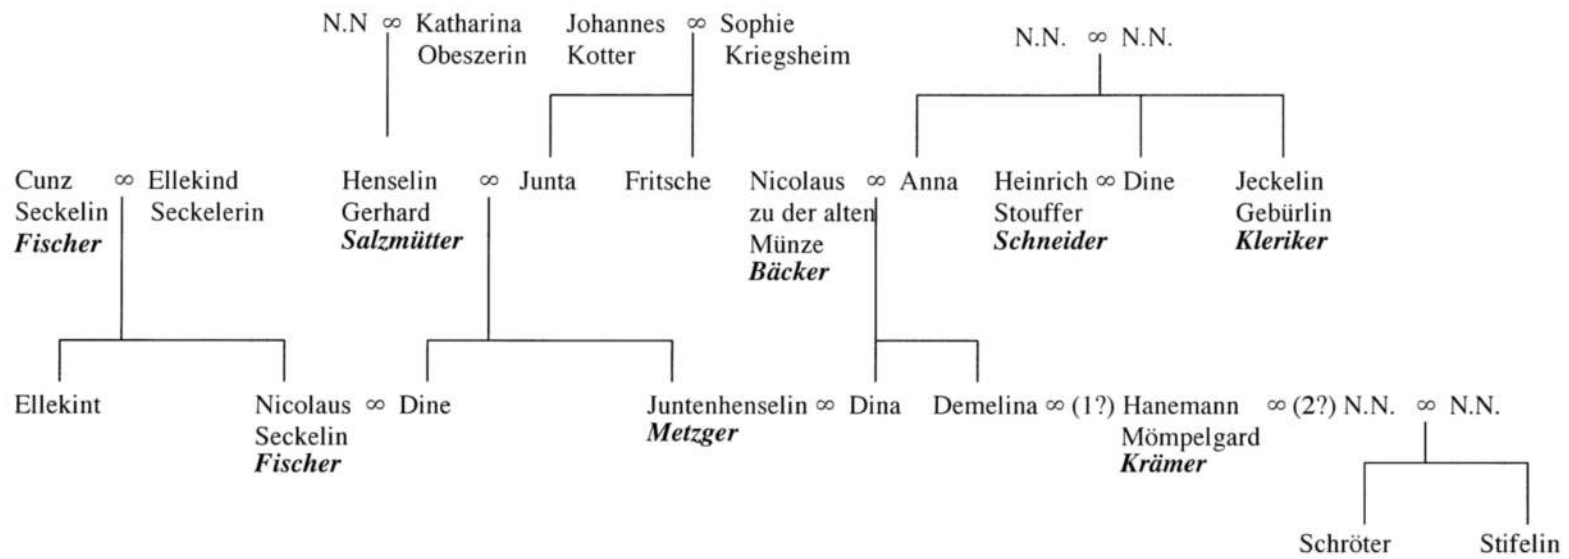 N.N ∞ Katharina Johannes ∞ Sophie
Obeszerin Kotter Kriegsheim
N.N. ∞ N.N.
Cunz ∞ Ellekind Henselin ∞ Junta Fritsche Nicolaus ∞ Anna Heinrich ∞ Dine Jeckelin
Seckelin Seckelerin Gerhard zu der alten Stouffer Gebürlin
Fischer Salzmütter Münze Schneider Kleriker
Bäcker
Ellekint Nicolaus ∞ Dine Juntenhenselin ∞ Dina Demelina ∞ (1?) Hanemann ∞ (2?) N.N. ∞ N.N.
Seckelin Metzger Mömpelgard
Fischer Krämer
Schröter Stifelin